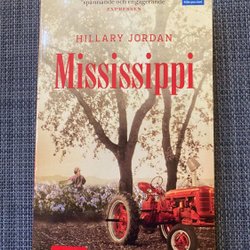 "spännande och engagerande"
EXPRESSEN
HILLARY JORDAN
Mississippi